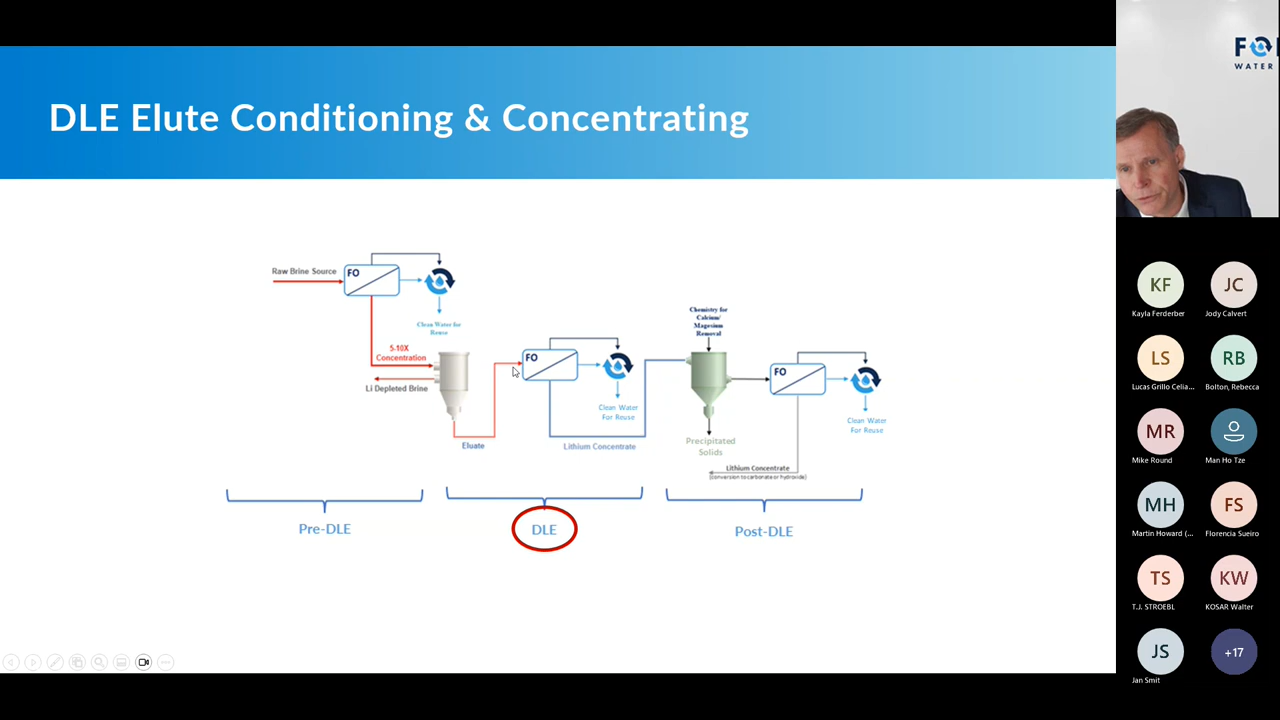 DLE Elute Conditioning & Concentrating
FO
WATER
Raw Brine Source
FO
Clean Water for
Reuse
5-10X
Concentration
Li Depleted Brine
Eluate
FO
Clean Water
For Reuse
Lithium Concentrate
Chemistry for
Calcium/
Magesium
Removal
Precipitated
Solids
FO
Clean Water
For Reuse
Lithium Concentrate
(conversion to carbonate or hydroxide)
Pre-DLE
DLE
Post-DLE
KF
Kayla Ferderber
JC
Jody Calvert
LS
Lucas Grillo Celia...
RB
Bolton, Rebecca
MR
Mike Round
Man Ho Tze
MH
Martin Howard (...
FS
Florencia Sueiro
TS
T.J. STROEBL
KW
KOSAR Walter
JS
Jan Smit
+17